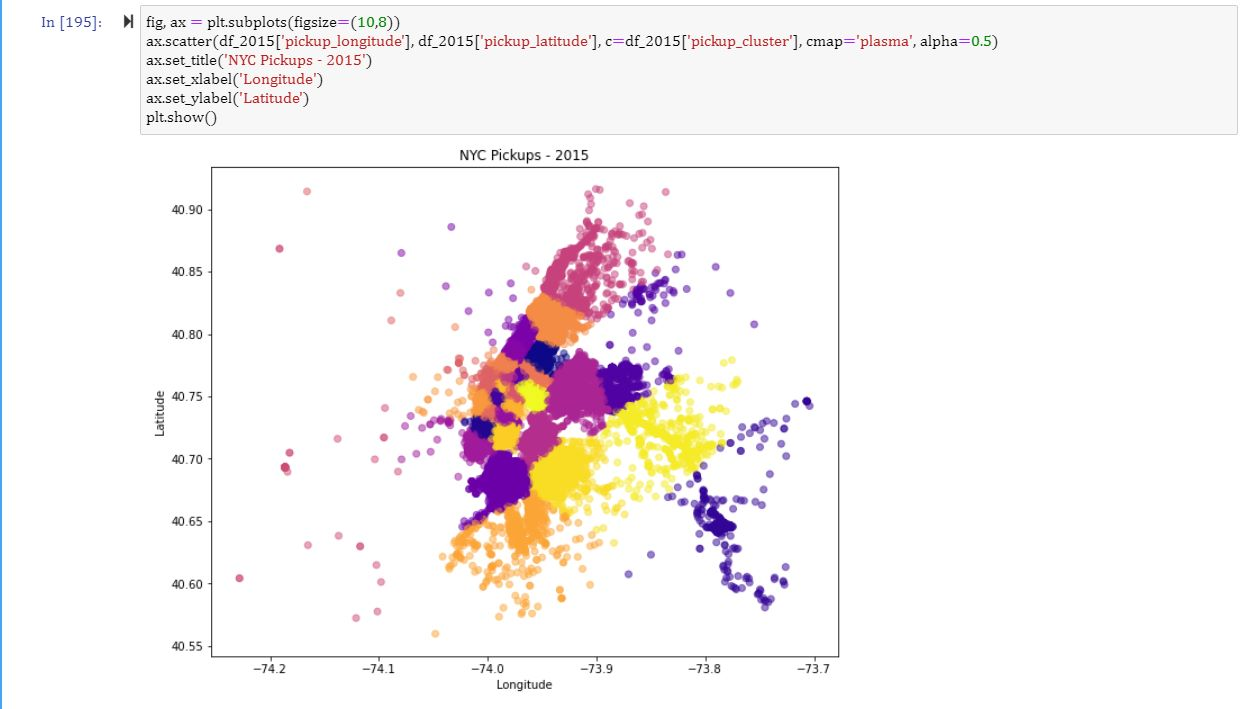 In [195]:
fig, ax = plt.subplots(figsize=(10,8))
ax.scatter(df_2015['pickup_longitude'], df_2015['pickup_latitude'], c=df_2015['pickup_cluster'], cmap='plasma', alpha=0.5)
ax.set_title('NYC Pickups - 2015')
ax.set_xlabel('Longitude')
ax.set_ylabel('Latitude')
plt.show()
NYC Pickups - 2015
40.90
40.85
40.80
40.75
40.70
40.65
40.60
40.55
Latitude
−74.2 −74.1 −74.0 −73.9 −73.8 −73.7
Longitude